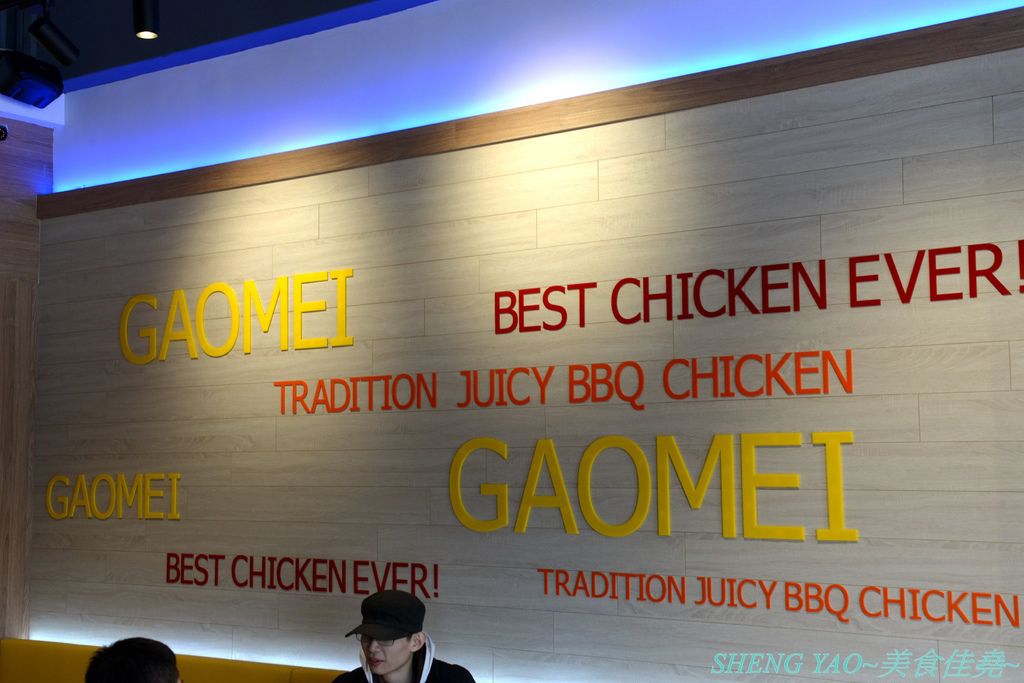 GAOMEI
BEST CHICKEN EVER!
TRADITION JUICY BBQ CHICKEN
GAOMEI
GAOMEI
BEST CHICKEN EVER!
TRADITION JUICY BBQ CHICKEN
SHENG YAO~美食佳堯~